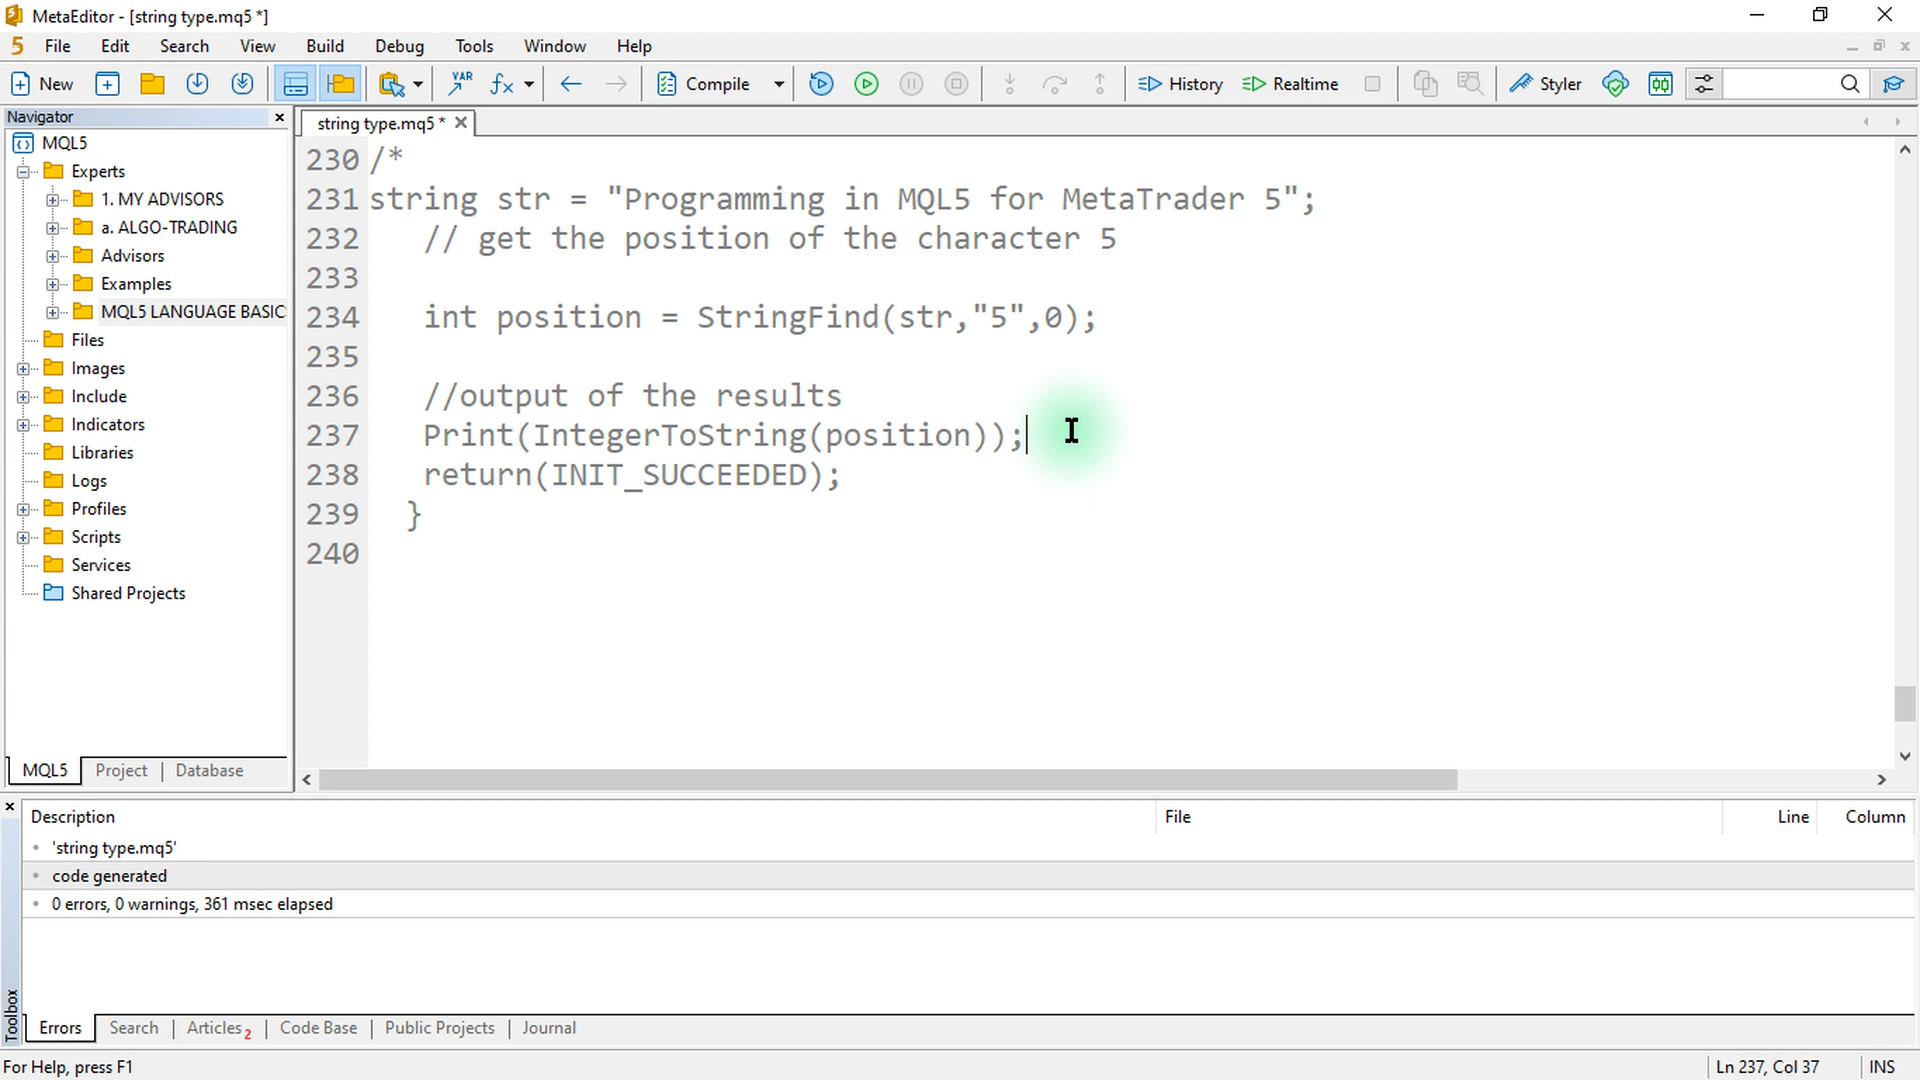 MetaEditor - [string type.mq5 *]
5 File Edit Search View Build Debug Tools Window Help
New VAR fx Compile History Realtime Styler
Navigator
string type.mq5 *
MQL5
Experts
1. MY ADVISORS
a. ALGO-TRADING
Advisors
Examples
MQL5 LANGUAGE BASIC
Files
Images
Include
Indicators
Libraries
Logs
Profiles
Scripts
Services
Shared Projects
MQL5 Project Database
230 /*
231 string str = "Programming in MQL5 for MetaTrader 5";
232 // get the position of the character 5
233
234 int position = StringFind(str,"5",0);
235
236 //output of the results
237 Print(IntegerToString(position));
238 return(INIT_SUCCEEDED);
239 }
240
Description File Line Column
'string type.mq5'
code generated
0 errors, 0 warnings, 361 msec elapsed
Toolbox
Errors Search Articles 2 Code Base Public Projects Journal
For Help, press F1 Ln 237, Col 37 INS